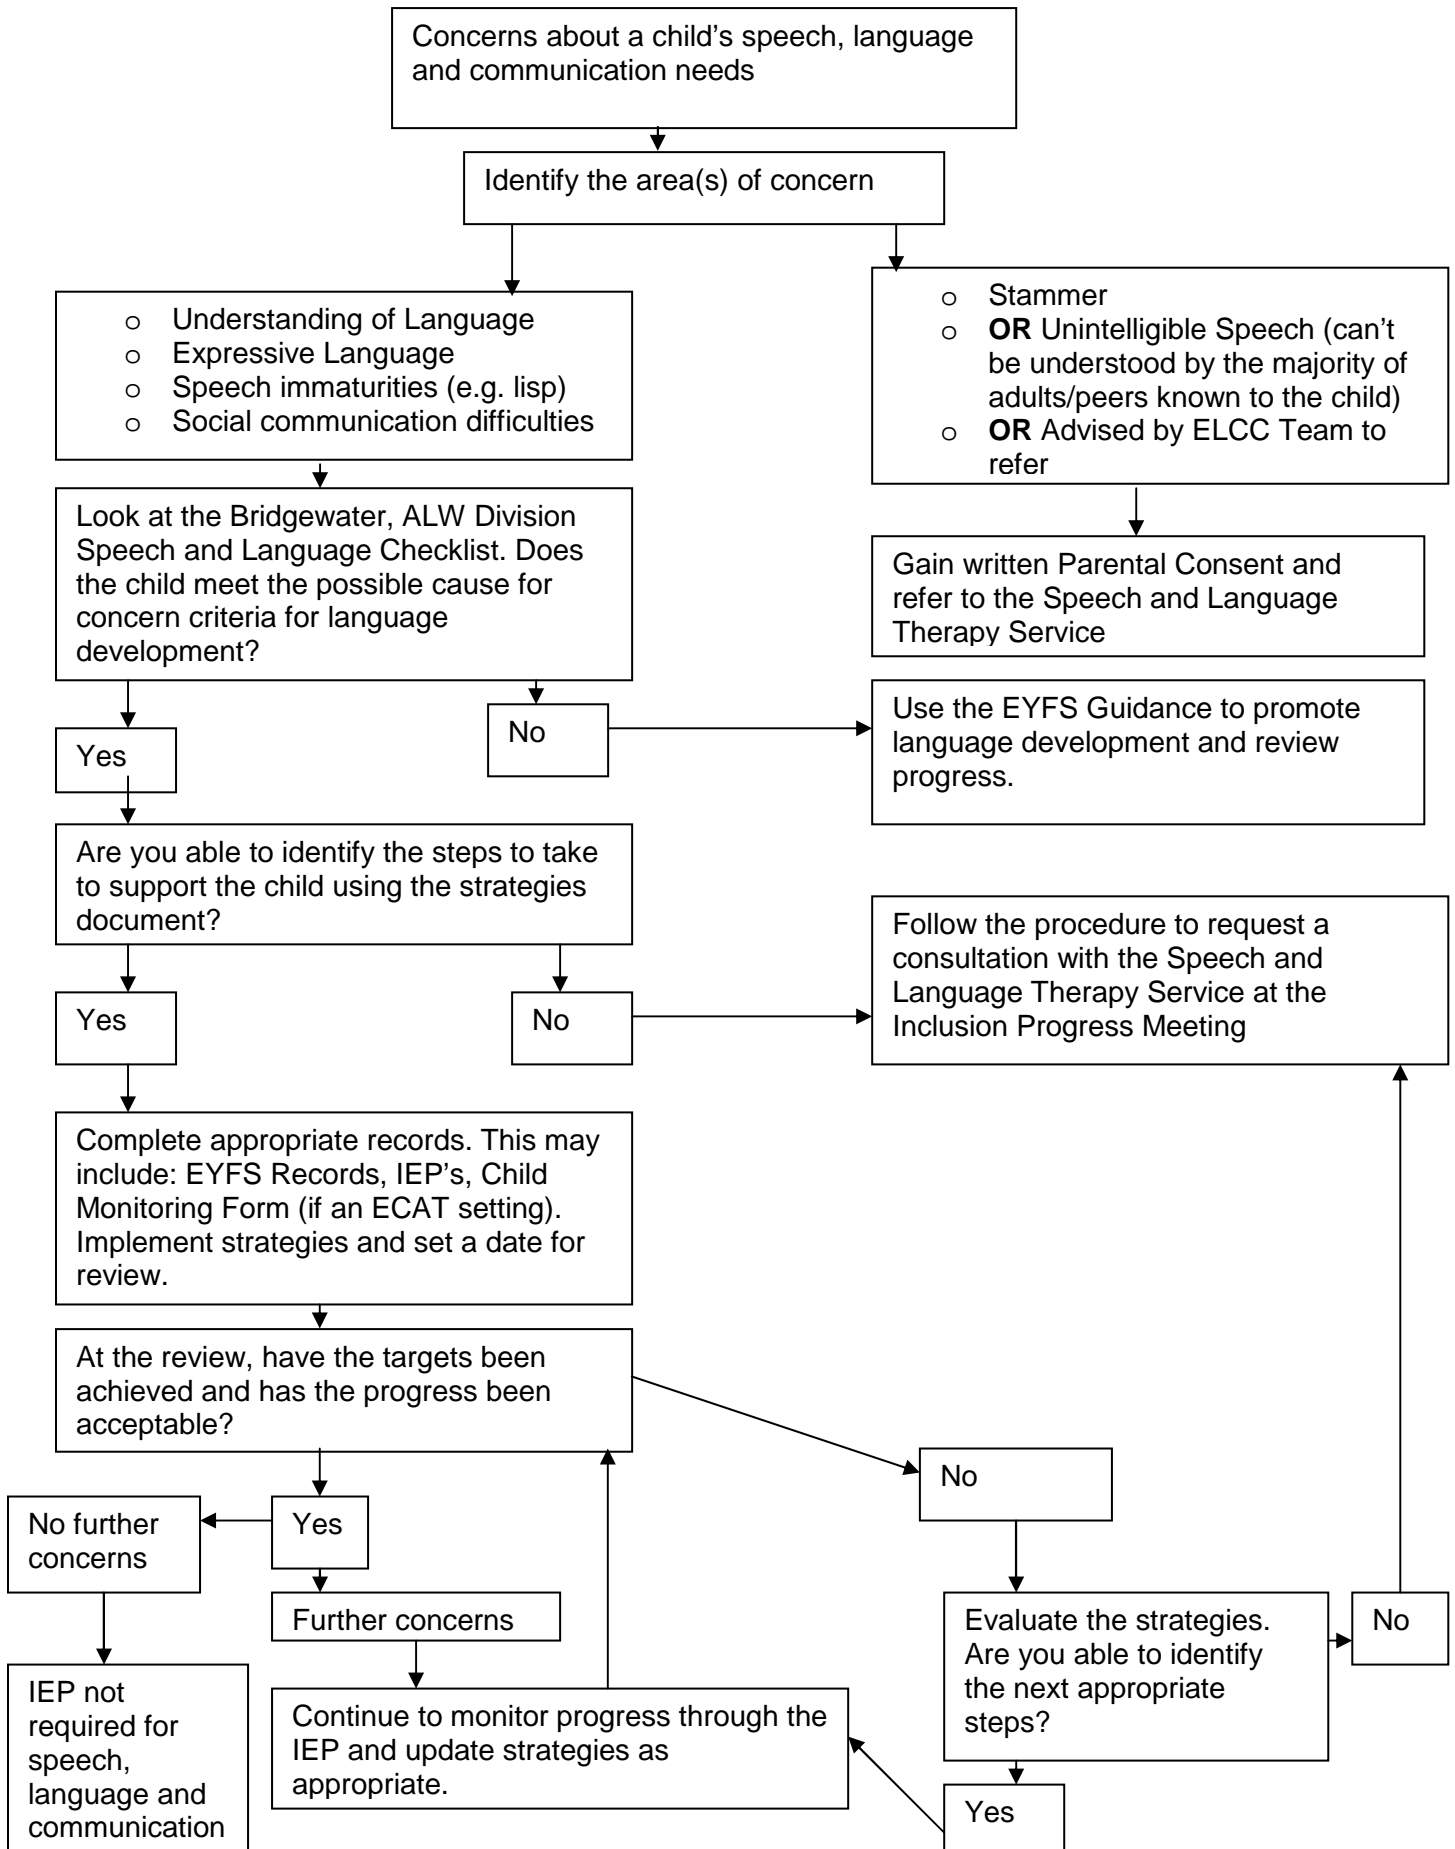 Concerns about a child’s speech, language
and communication needs
Identify the area(s) of concern
o Understanding of Language
o Expressive Language
o Speech immaturities (e.g. lisp)
o Social communication difficulties
o Stammer
o OR Unintelligible Speech (can’t
be understood by the majority of
adults/peers known to the child)
o OR Advised by ELCC Team to
refer
Look at the Bridgewater, ALW Division
Speech and Language Checklist. Does
the child meet the possible cause for
concern criteria for language
development?
Gain written Parental Consent and
refer to the Speech and Language
Therapy Service
Yes
No
Use the EYFS Guidance to promote
language development and review
progress.
Are you able to identify the steps to take
to support the child using the strategies
document?
Yes
No
Follow the procedure to request a
consultation with the Speech and
Language Therapy Service at the
Inclusion Progress Meeting
Complete appropriate records. This may
include: EYFS Records, IEP’s, Child
Monitoring Form (if an ECAT setting).
Implement strategies and set a date for
review.
At the review, have the targets been
achieved and has the progress been
acceptable?
No
No further
concerns
Yes
Further concerns
Evaluate the strategies.
Are you able to identify
the next appropriate
steps?
No
IEP not
required for
speech,
language and
communication
Continue to monitor progress through the
IEP and update strategies as
appropriate.
Yes